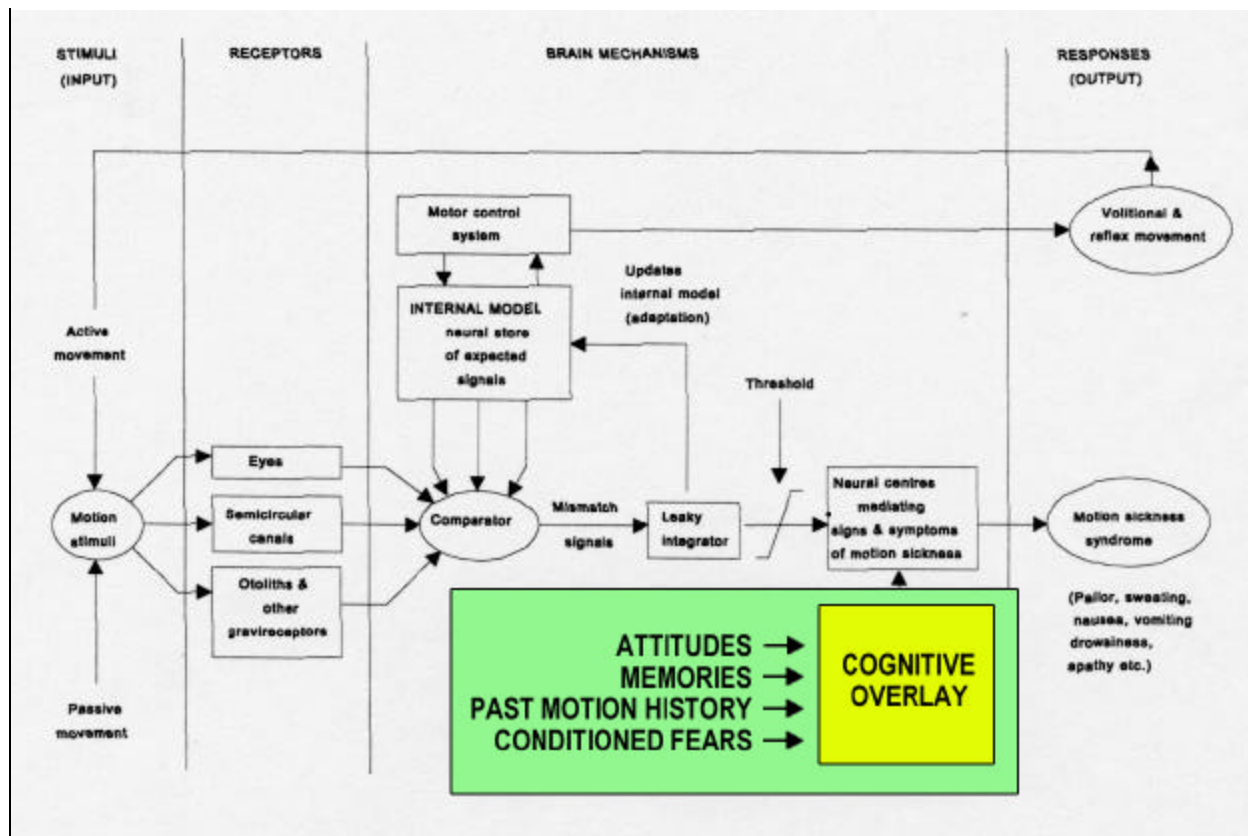 STIMULI
(INPUT)
RECEPTORS
BRAIN MECHANISMS
RESPONSES
(OUTPUT)
Motor control
system
Volitional &
reflex movement
Updates
internal model
(adaptation)
INTERNAL MODEL
neural store
of expected
signals
Active
movement
Threshold
Eyes
Motion
stimuli
Semicircular
canals
Comparator
Mismatch
signals
Leaky
integrator
Neural centres
mediating
signs & symptoms
of motion sickness
Motion sickness
syndrome
Otoliths &
other
gravireceptors
(Pallor, sweating,
nausea, vomiting
drowsiness,
apathy etc.)
Passive
movement
ATTITUDES
MEMORIES
PAST MOTION HISTORY
CONDITIONED FEARS
COGNITIVE
OVERLAY